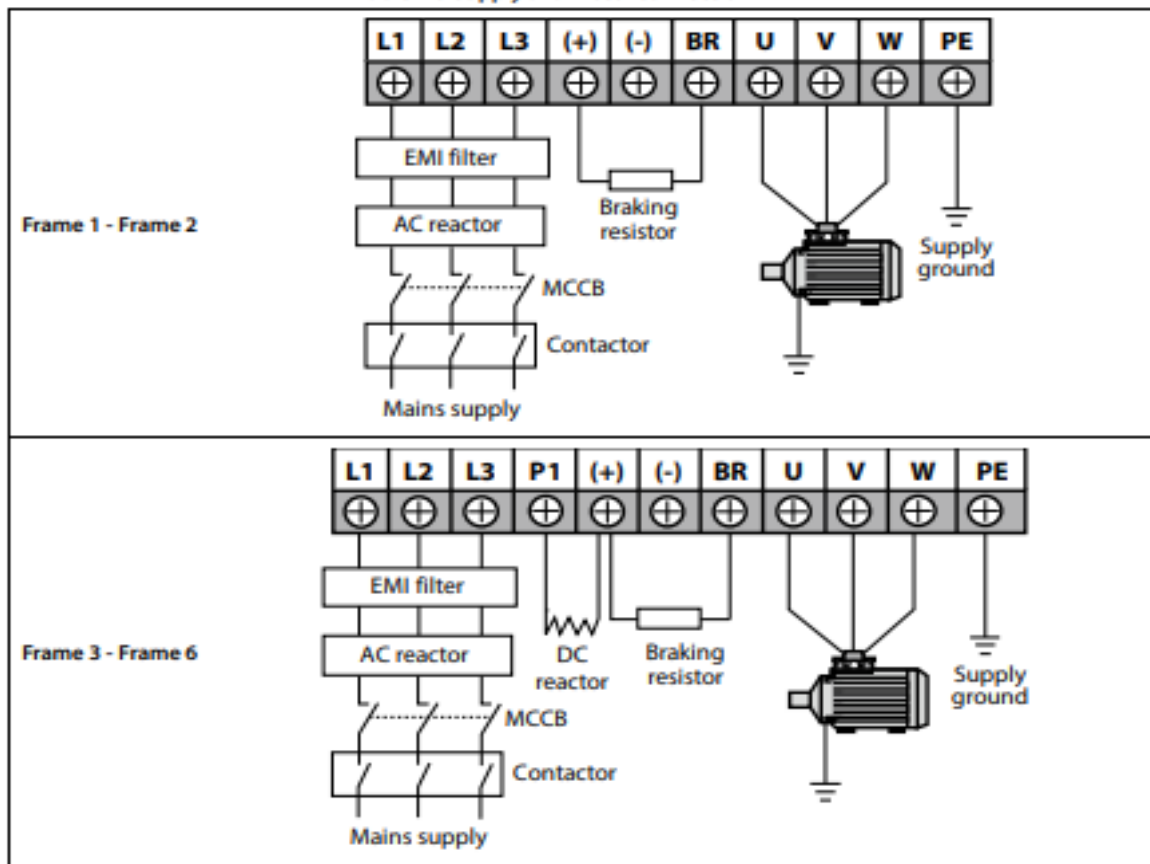 supply
L1 L2 L3 (+) (-) BR U V W PE
EMI filter
AC reactor
MCCB
Contactor
Mains supply
Braking
resistor
Supply
ground
Frame 1 - Frame 2
L1 L2 L3 P1 (+) (-) BR U V W PE
EMI filter
AC reactor
MCCB
Contactor
Mains supply
DC
reactor
Braking
resistor
Supply
ground
Frame 3 - Frame 6